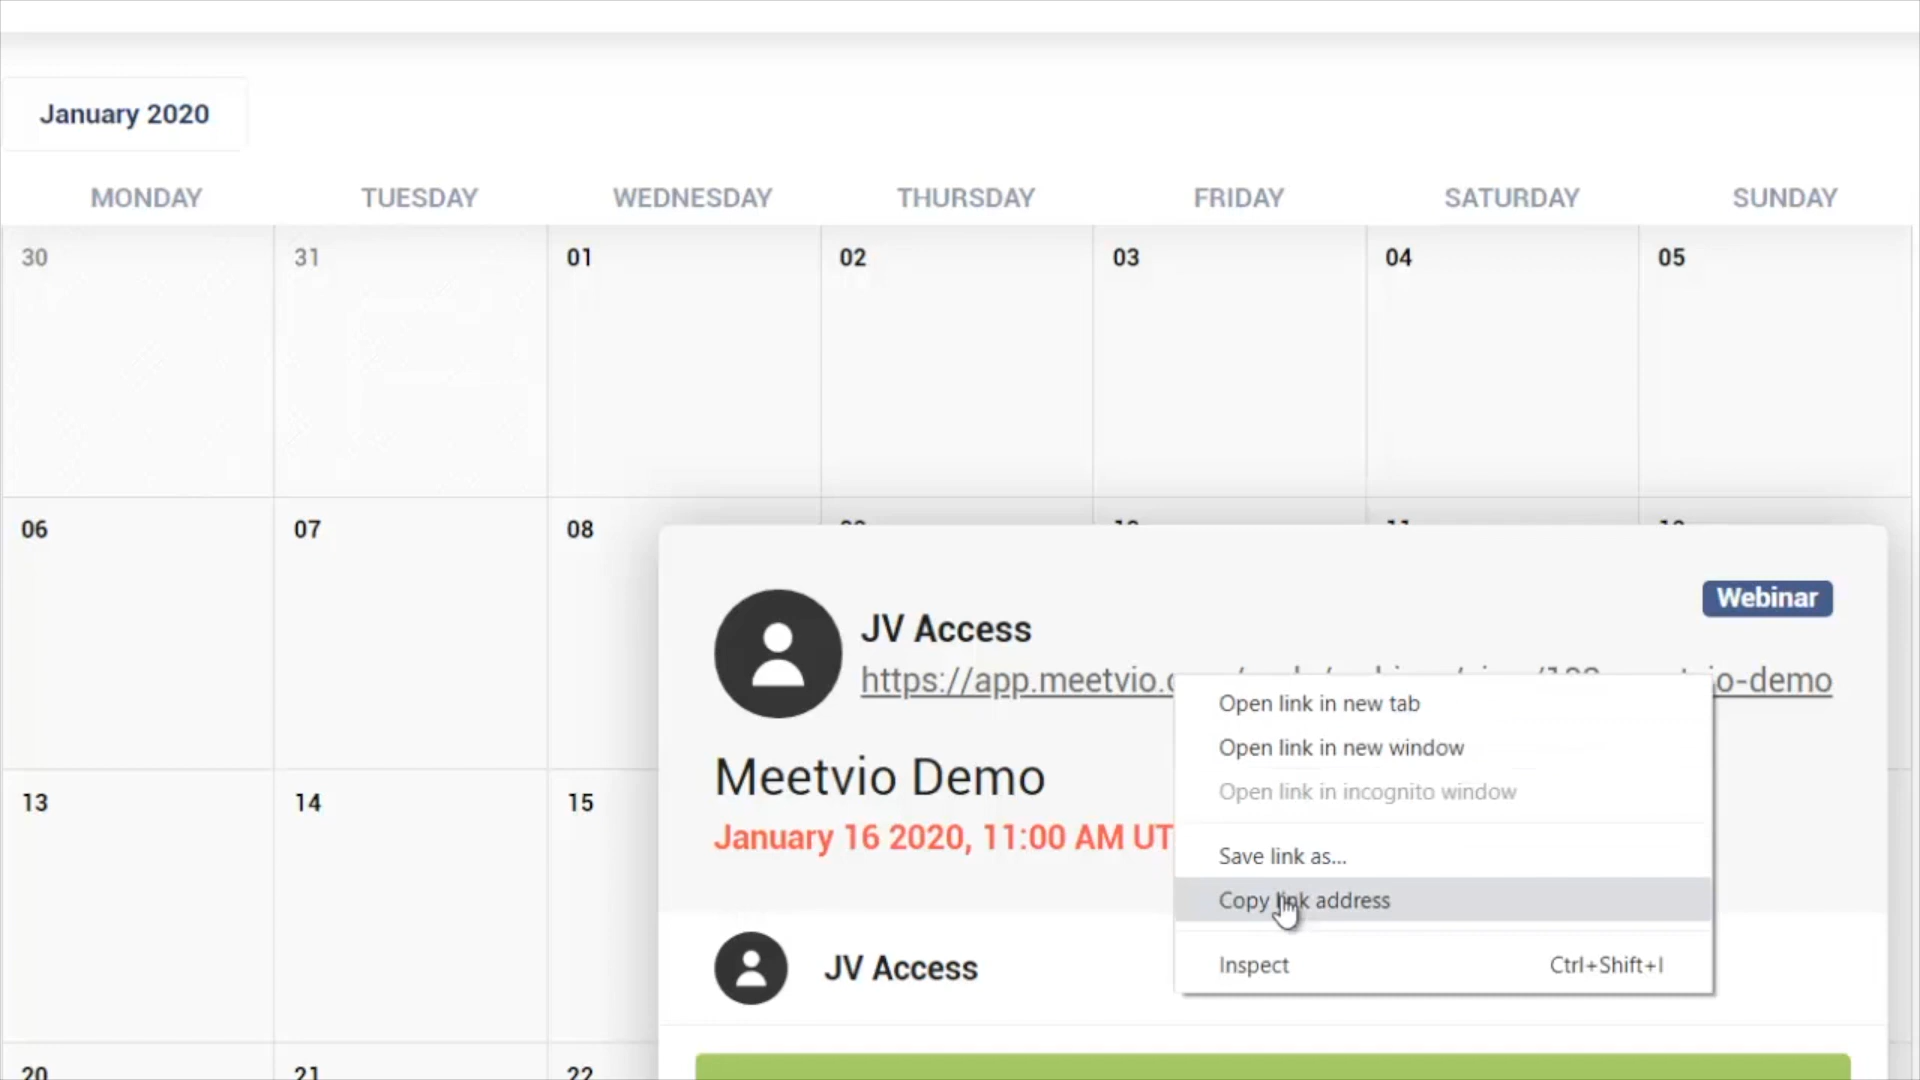 January 2020
MONDAY TUESDAY WEDNESDAY THURSDAY FRIDAY SATURDAY SUNDAY
30 31 01 02 03 04 05
06 07 08
Webinar
JV Access
https://app.meetvio. o-demo
Open link in new tab
Open link in new window
Meetvio Demo
Open link in incognito window
13 14 15
January 16 2020, 11:00 AM
Save link as...
Copy link address
JV Access
Inspect Ctrl+Shift+I
20 21 22